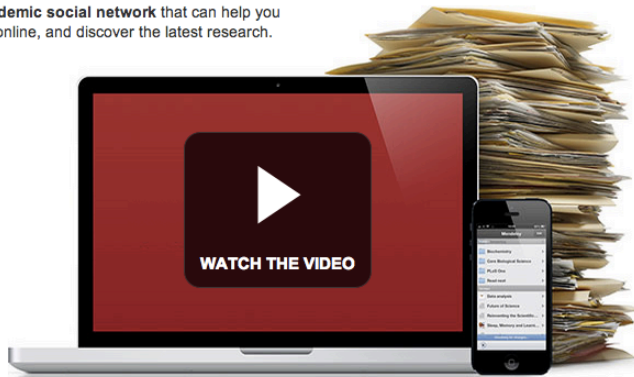 demic social network that can help you
online, and discover the latest research.
WATCH THE VIDEO
Mendeley
Biochemistry
Core Biological Science
PLoS One
Read next
Data analysis
Future of Science
Reinventing the Scientific...
Sleep, Memory and Learni...